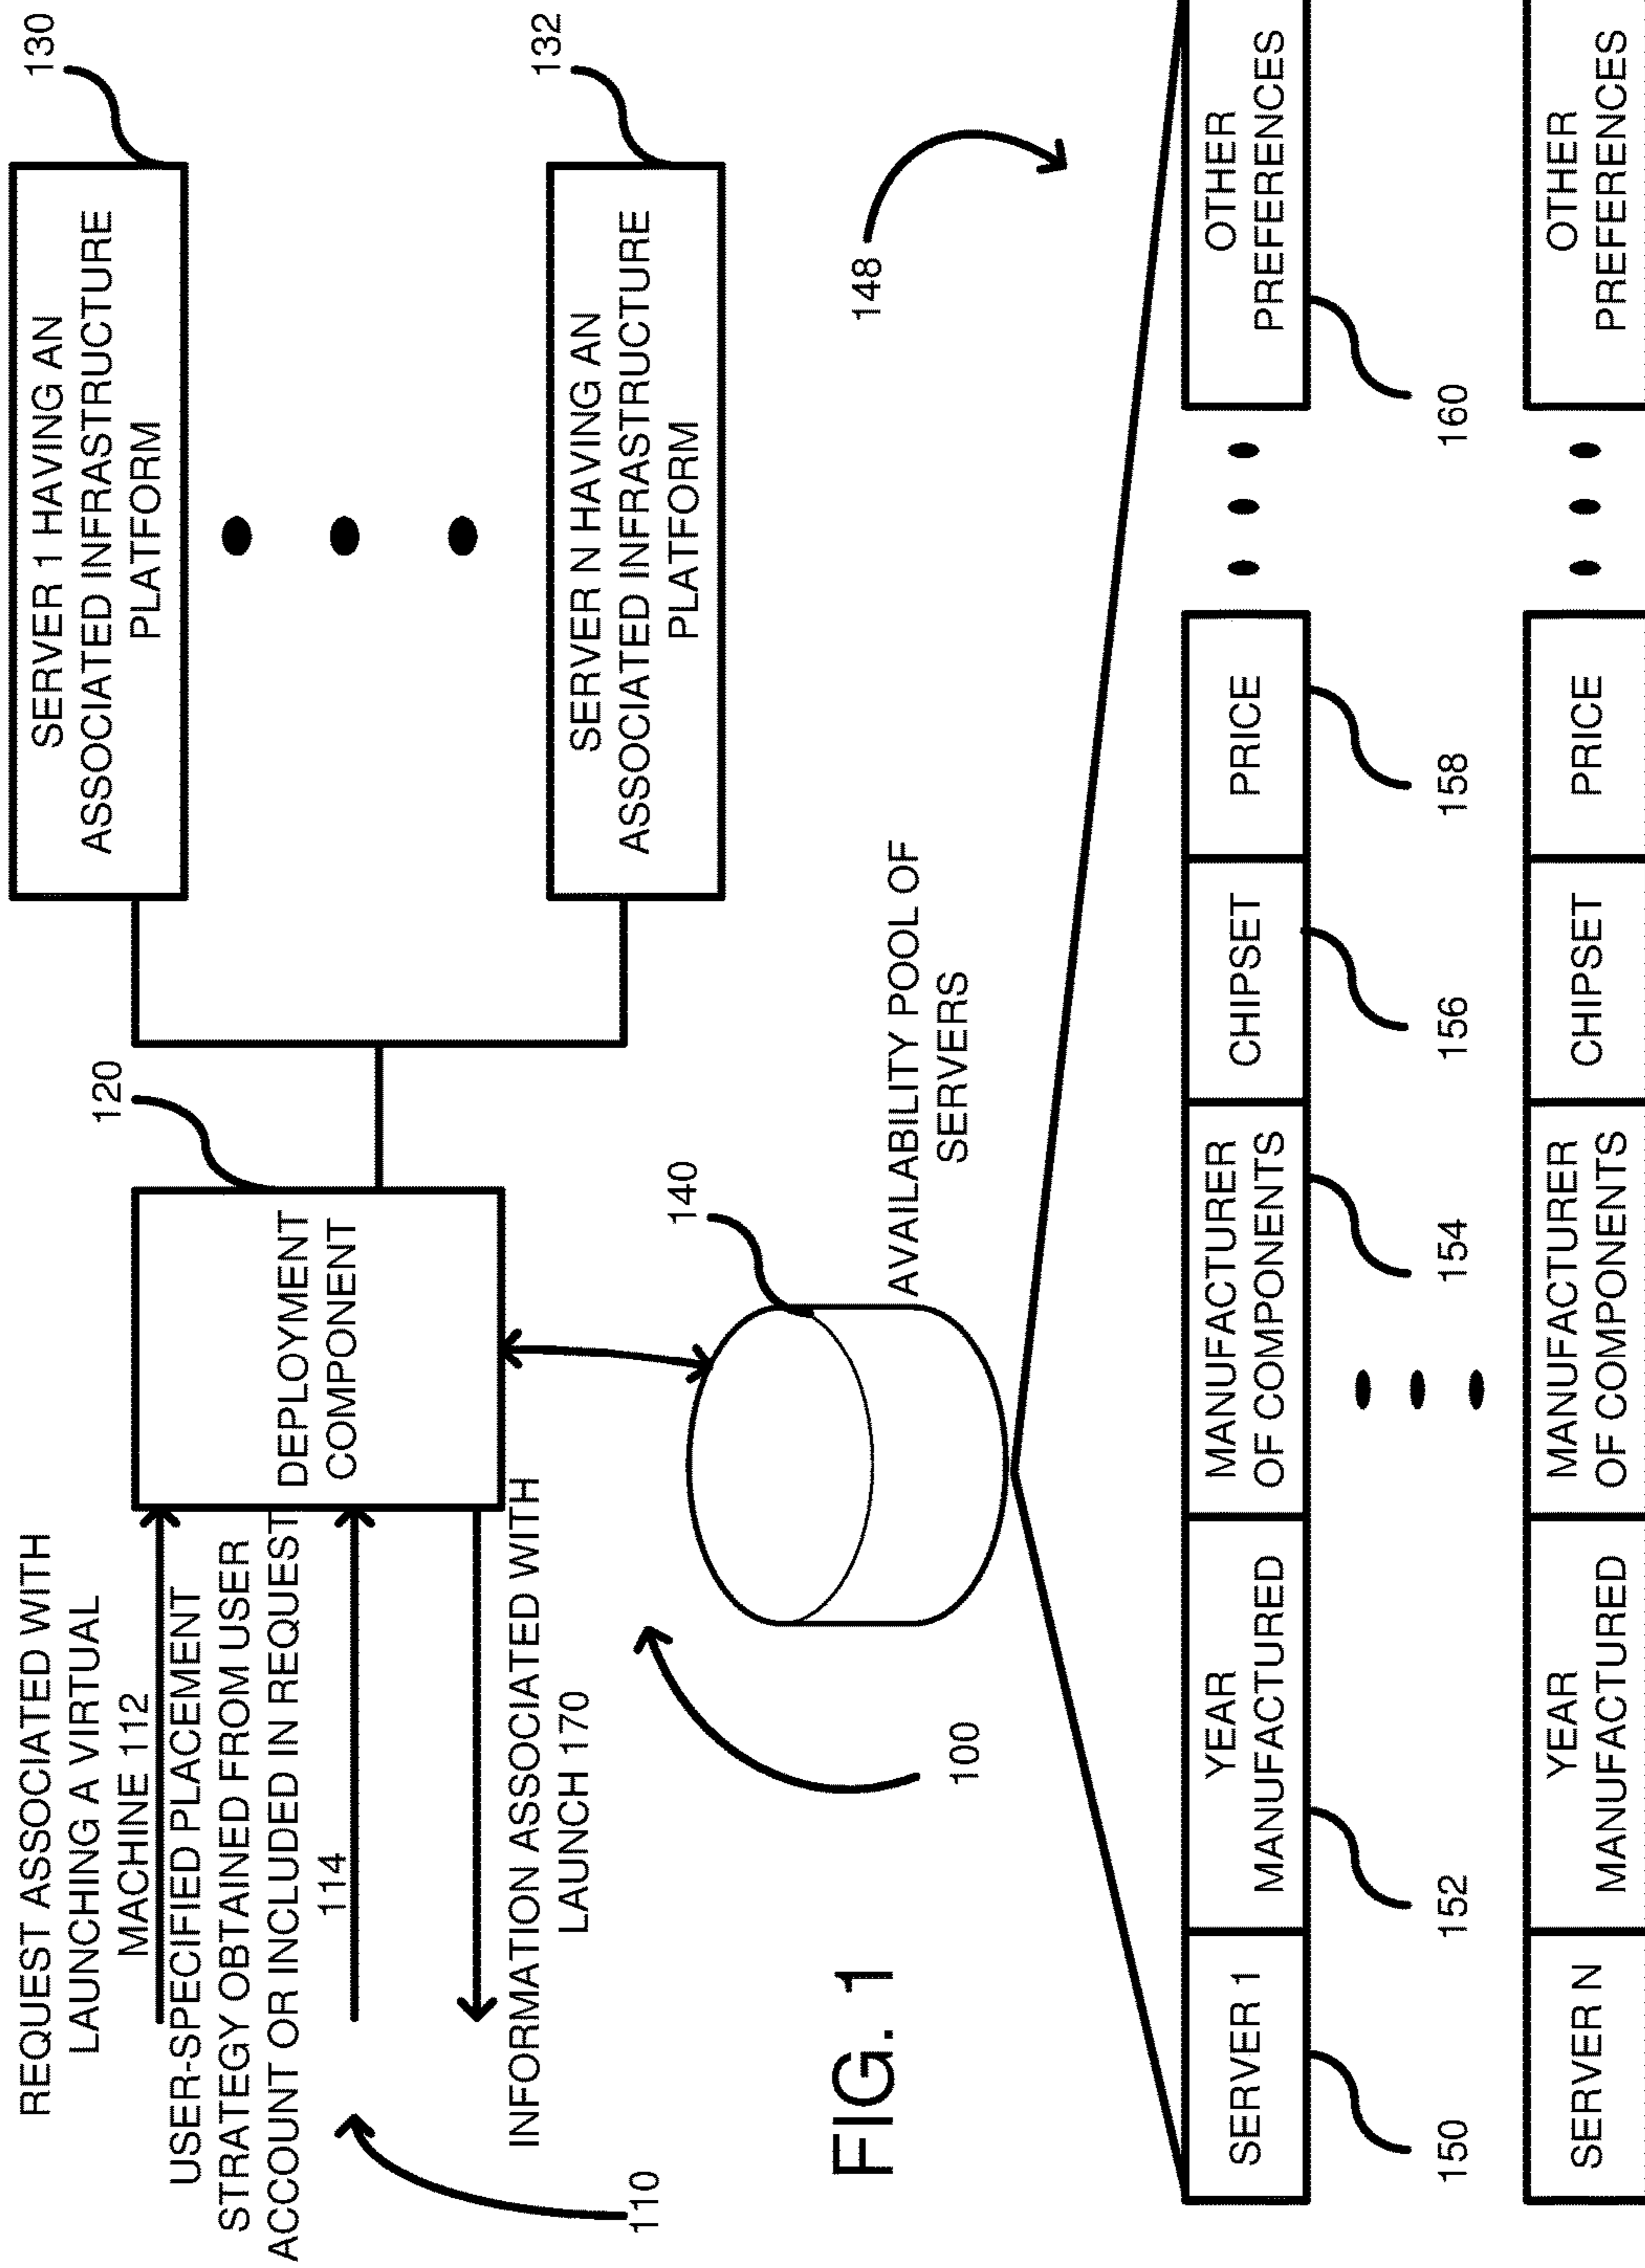 REQUEST ASSOCIATED WITH
LAUNCHING A VIRTUAL
MACHINE 112
USER-SPECIFIED PLACEMENT
STRATEGY OBTAINED FROM USER
ACCOUNT OR INCLUDED IN REQUEST
114
INFORMATION ASSOCIATED WITH
LAUNCH 170
110
DEPLOYMENT
COMPONENT
120
SERVER 1 HAVING AN
ASSOCIATED INFRASTRUCTURE
PLATFORM
130
SERVER N HAVING AN
ASSOCIATED INFRASTRUCTURE
PLATFORM
132
140
AVAILABILITY POOL OF
SERVERS
100
148
FIG. 1
SERVER 1
YEAR
MANUFACTURED
MANUFACTURER
OF COMPONENTS
CHIPSET
PRICE
OTHER
PREFERENCES
150
152
154
156
158
160
SERVER N
YEAR
MANUFACTURED
MANUFACTURER
OF COMPONENTS
CHIPSET
PRICE
OTHER
PREFERENCES